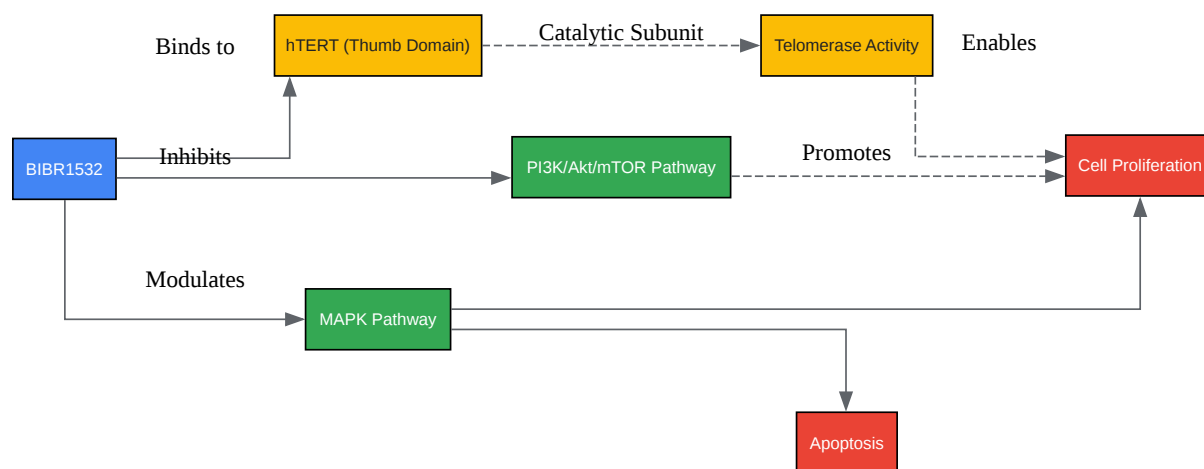 Binds to
hTERT (Thumb Domain)
Catalytic Subunit
Telomerase Activity
Enables
BIBR1532
Inhibits
PI3K/Akt/mTOR Pathway
Promotes
Cell Proliferation
Modulates
MAPK Pathway
Apoptosis